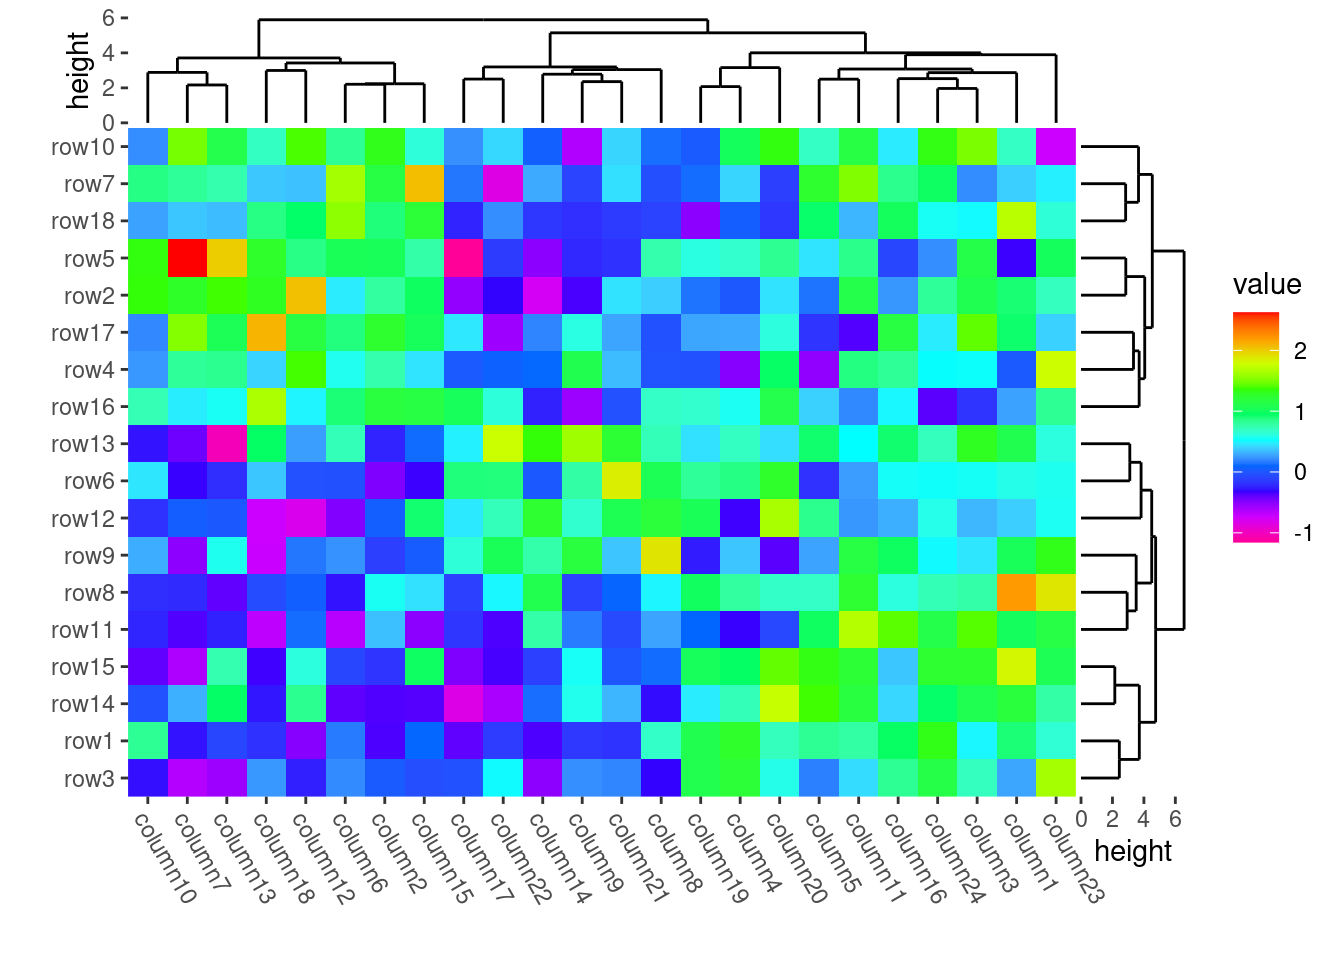 height
6
4
2
0
row10
row7
row18
row5
row2
row17
row4
row16
row13
row6
row12
row9
row8
row11
row15
row14
row1
row3
column10
column7
column13
column18
column12
column6
column2
column15
column17
column22
column14
column9
column21
column8
column19
column4
column20
column5
column11
column16
column24
column3
column1
column23
0 2 4 6
height
value
2
1
0
-1